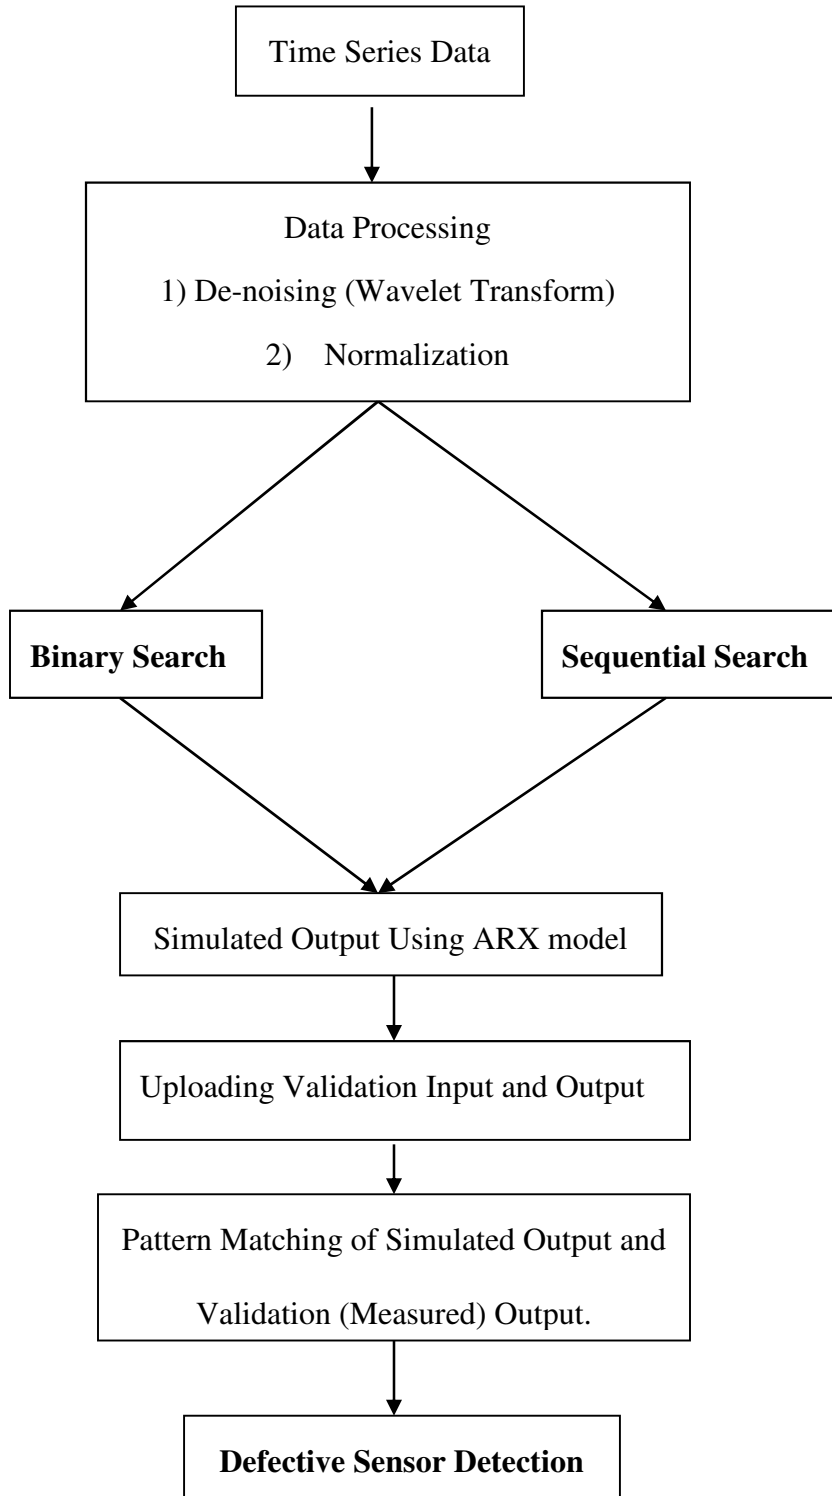 Time Series Data
Data Processing
1) De-noising (Wavelet Transform)
2) Normalization
Binary Search
Sequential Search
Simulated Output Using ARX model
Uploading Validation Input and Output
Pattern Matching of Simulated Output and
Validation (Measured) Output.
Defective Sensor Detection